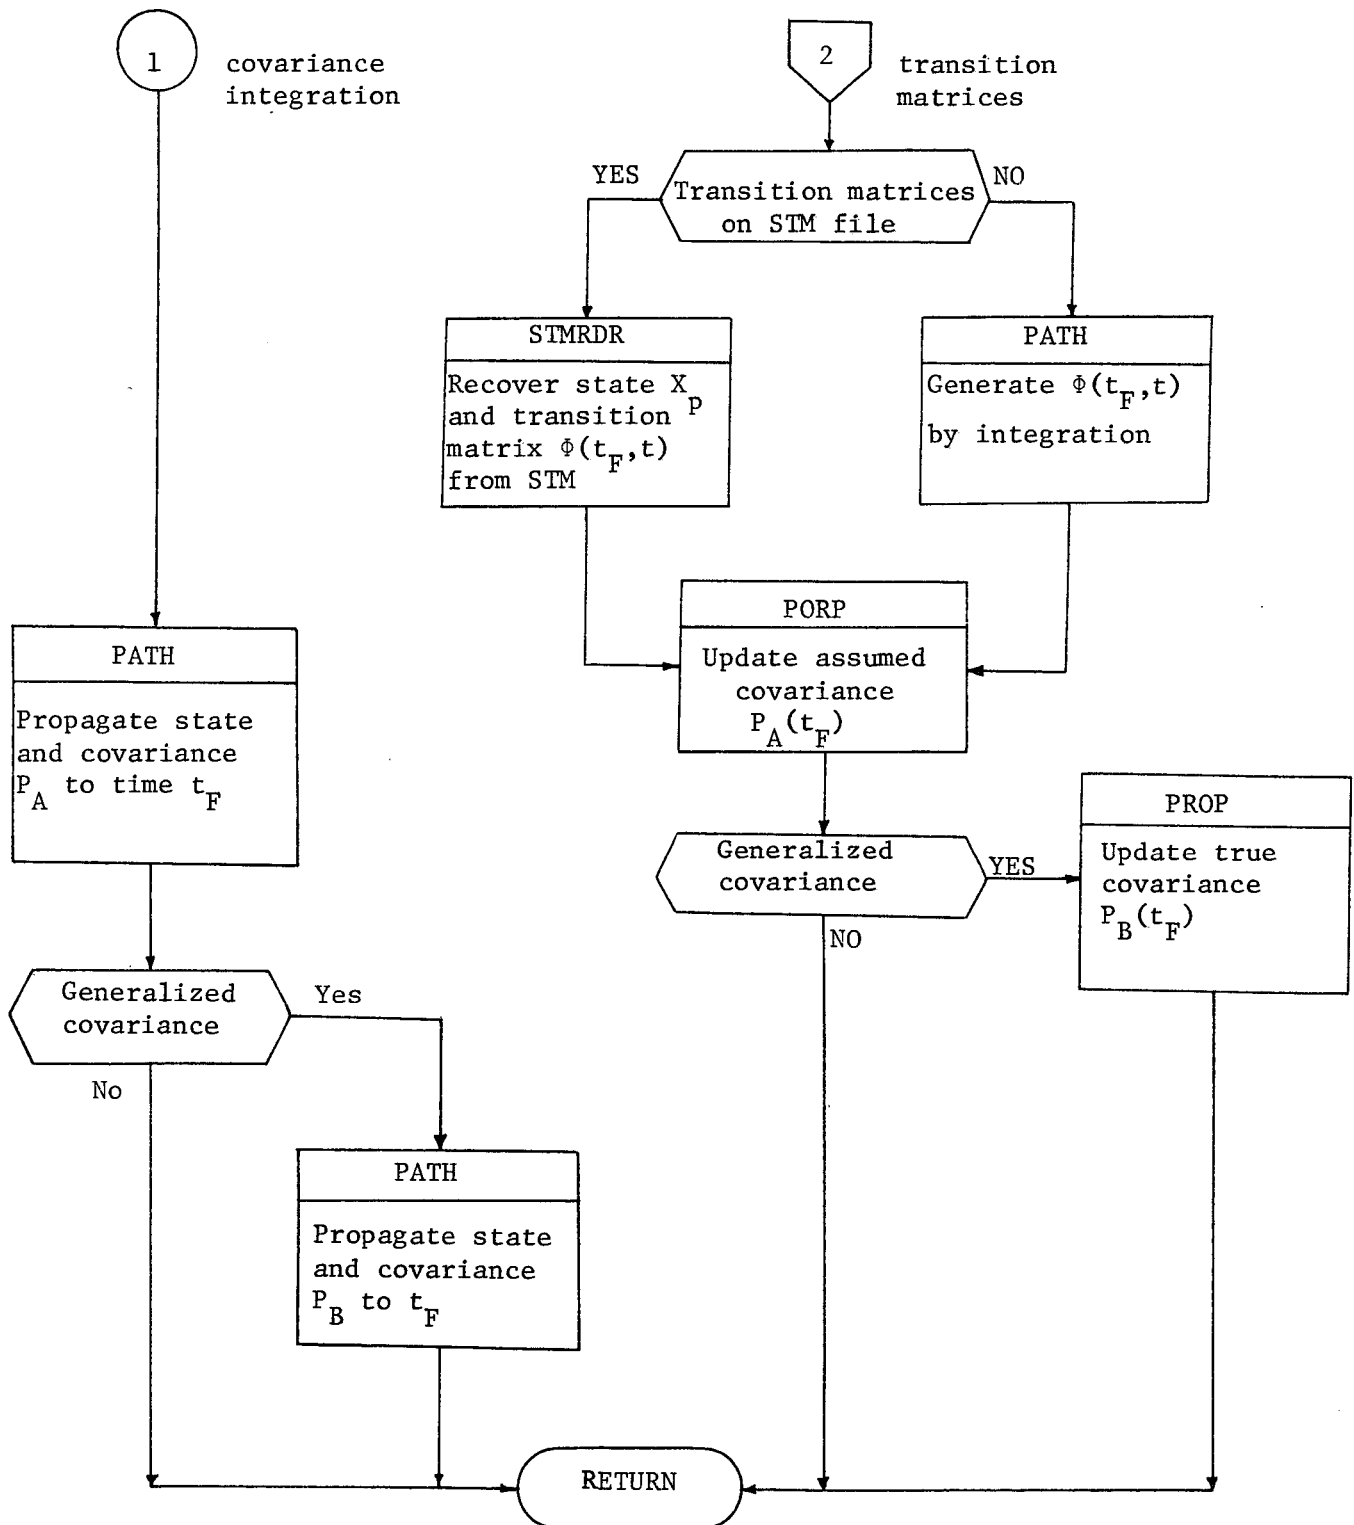 1
covariance
integration
2
transition
matrices
YES
Transition matrices
on STM file
NO
STMRDR
Recover state X_p
and transition
matrix Φ(t_F,t)
from STM
PATH
Generate Φ(t_F,t)
by integration
PORP
Update assumed
covariance
P_A(t_F)
PATH
Propagate state
and covariance
P_A to time t_F
Generalized
covariance
YES
NO
PROP
Update true
covariance
P_B(t_F)
Generalized
covariance
Yes
No
PATH
Propagate state
and covariance
P_B to t_F
RETURN